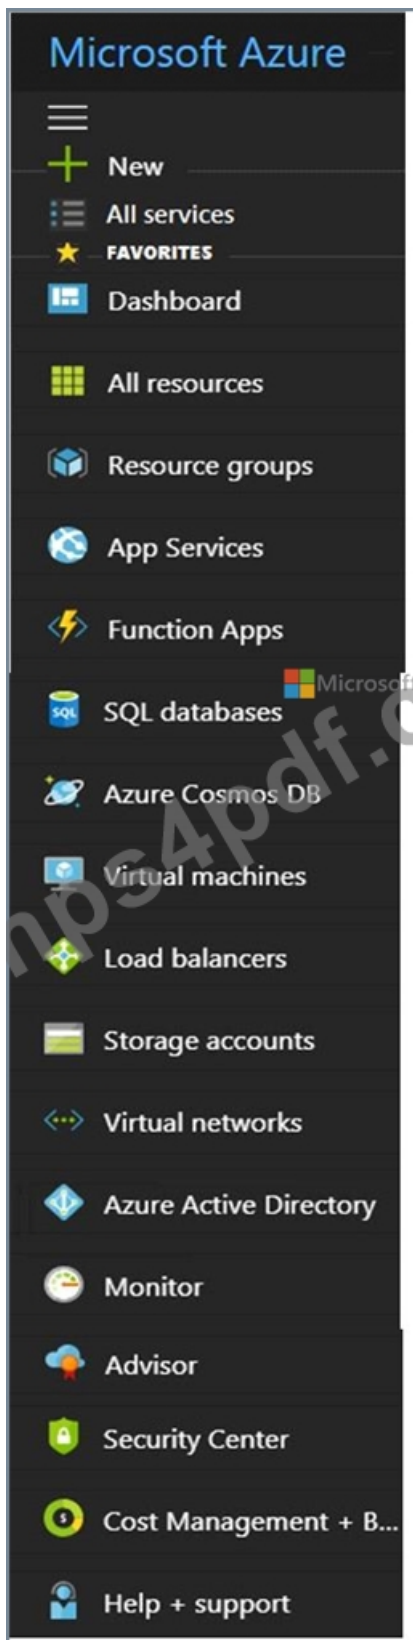 Microsoft Azure
New
All services
FAVORITES
Dashboard
All resources
Resource groups
App Services
Function Apps
Microsoft
SQL
SQL databases
Azure Cosmos DB
Virtual machines
Load balancers
Storage accounts
Virtual networks
Azure Active Directory
Monitor
Advisor
Security Center
Cost Management + B...
Help + support